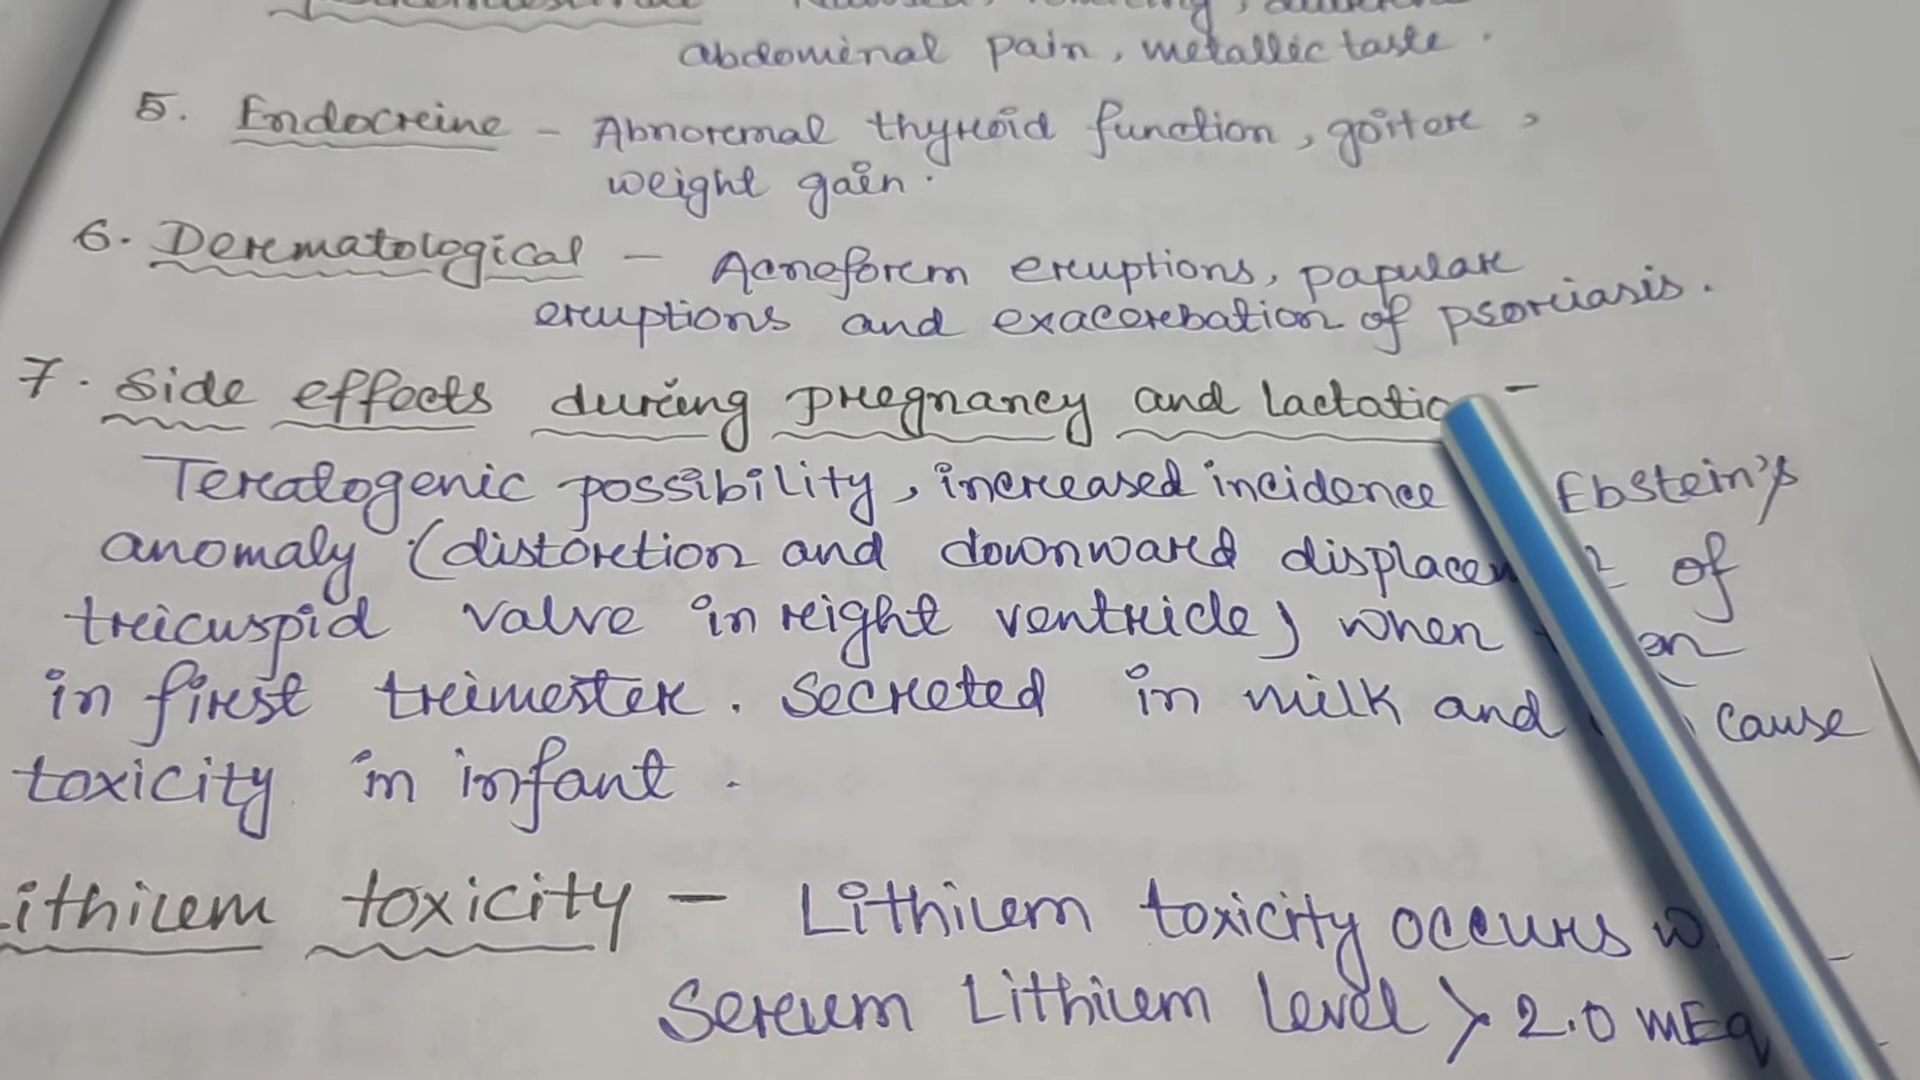 abdominal pain, metallic taste.
5. Endocrine - Abnormal thyroid function, goitore,
weight gain.
6. Dermatological - Acneform eruptions, papular
eruptions and exacerbation of psoriasis.
7. Side effects during pregnancy and lactatio -
Teratogenic possibility, increased incidence Ebstein's
anomaly (distortion and downward displacem of
tricuspid valve in right ventricle) when
in first trimester. Secreted in milk and cause
toxicity in infant.
ithium toxicity - Lithium toxicity occurs
Serum Lithium level > 2.0 mEq